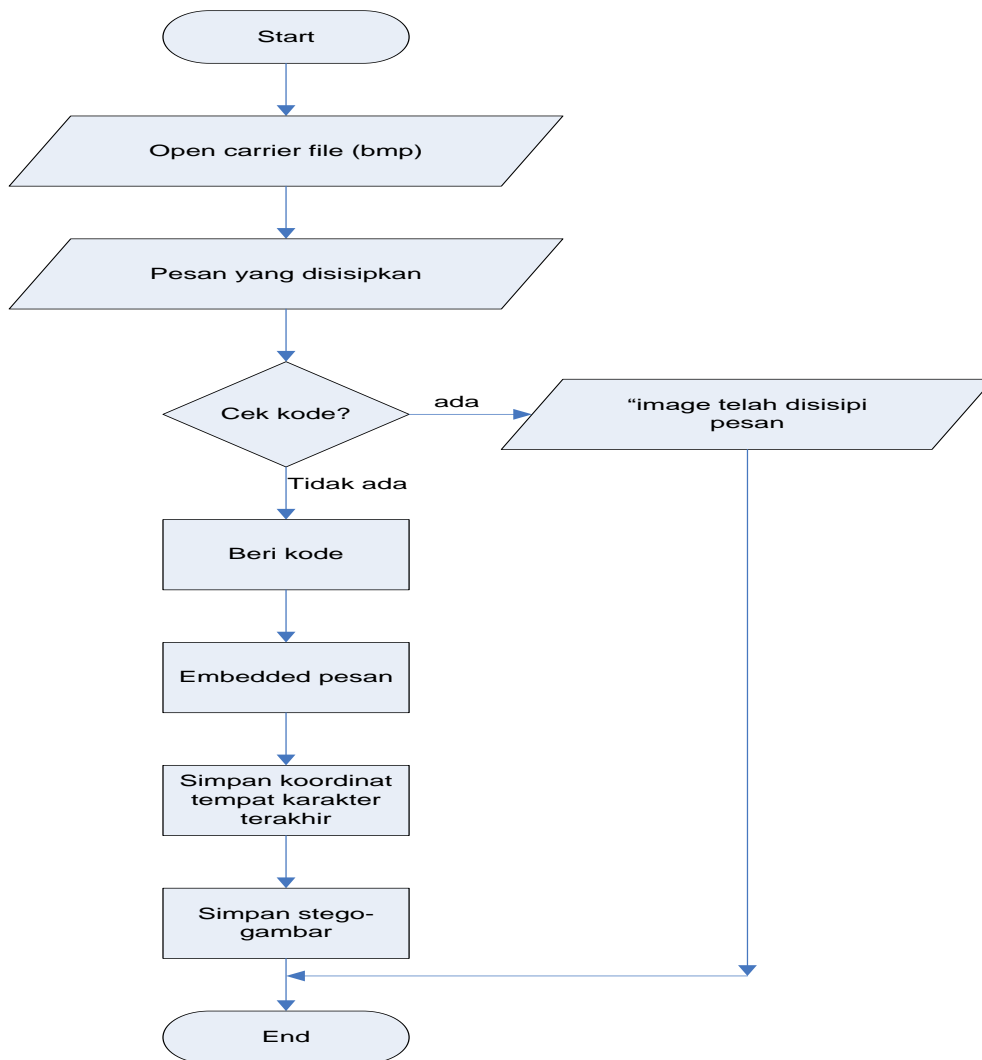 Start
Open carrier file (bmp)
Pesan yang disisipkan
Cek kode?
ada
“image telah disisipi
pesan
Tidak ada
Beri kode
Embedded pesan
Simpan koordinat
tempat karakter
terakhir
Simpan stego-
gambar
End